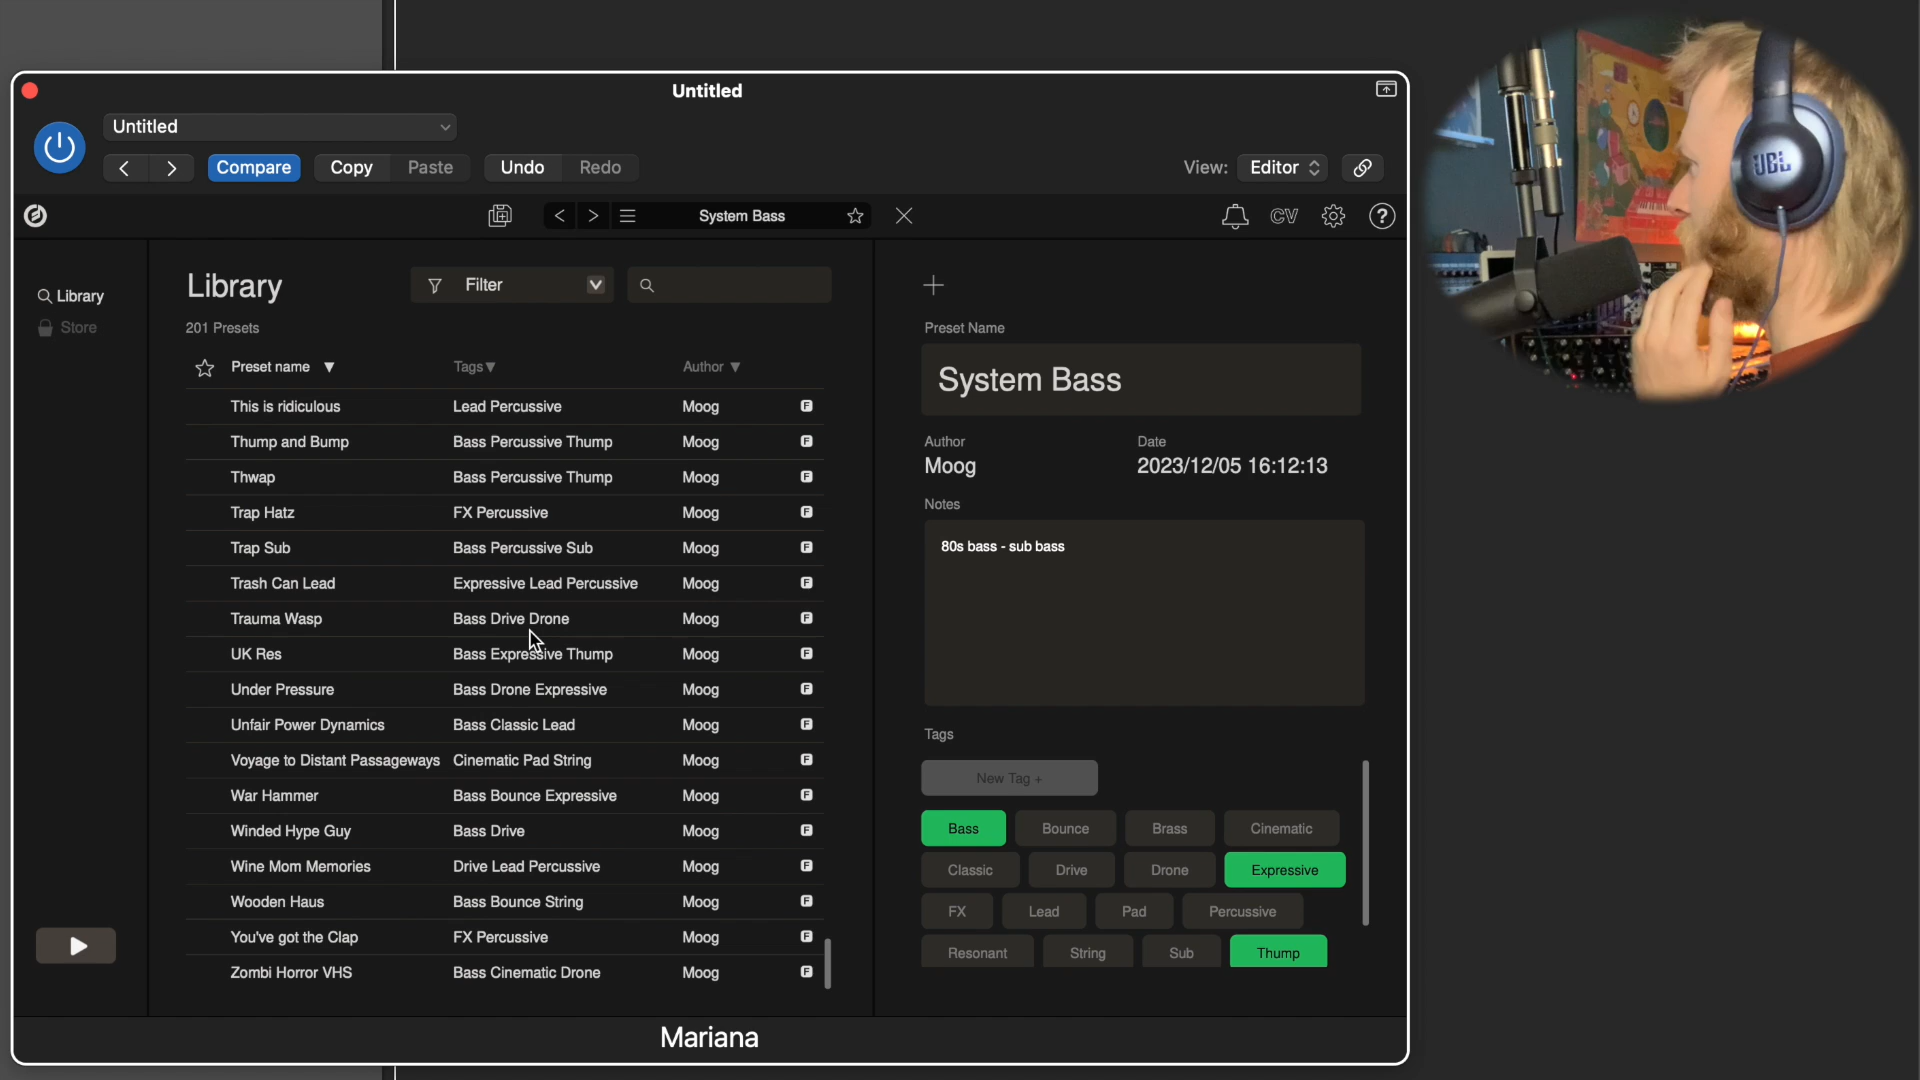 Untitled
Untitled
Compare
Copy
Paste
Undo
Redo
View:
Editor
System Bass
CV
?
Library
Store
Library
Filter
201 Presets
Preset name ▼
Tags▼
Author ▼
This is ridiculous Lead Percussive Moog F
Thump and Bump Bass Percussive Thump Moog F
Thwap Bass Percussive Thump Moog F
Trap Hatz FX Percussive Moog F
Trap Sub Bass Percussive Sub Moog F
Trash Can Lead Expressive Lead Percussive Moog F
Trauma Wasp Bass Drive Drone Moog F
UK Res Bass Expressive Thump Moog F
Under Pressure Bass Drone Expressive Moog F
Unfair Power Dynamics Bass Classic Lead Moog F
Voyage to Distant Passageways Cinematic Pad String Moog F
War Hammer Bass Bounce Expressive Moog F
Winded Hype Guy Bass Drive Moog F
Wine Mom Memories Drive Lead Percussive Moog F
Wooden Haus Bass Bounce String Moog F
You've got the Clap FX Percussive Moog F
Zombi Horror VHS Bass Cinematic Drone Moog F
Preset Name
System Bass
Author
Moog
Date
2023/12/05 16:12:13
Notes
80s bass - sub bass
Tags
New Tag +
Bass
Bounce
Brass
Cinematic
Classic
Drive
Drone
Expressive
FX
Lead
Pad
Percussive
Resonant
String
Sub
Thump
Mariana
JBL